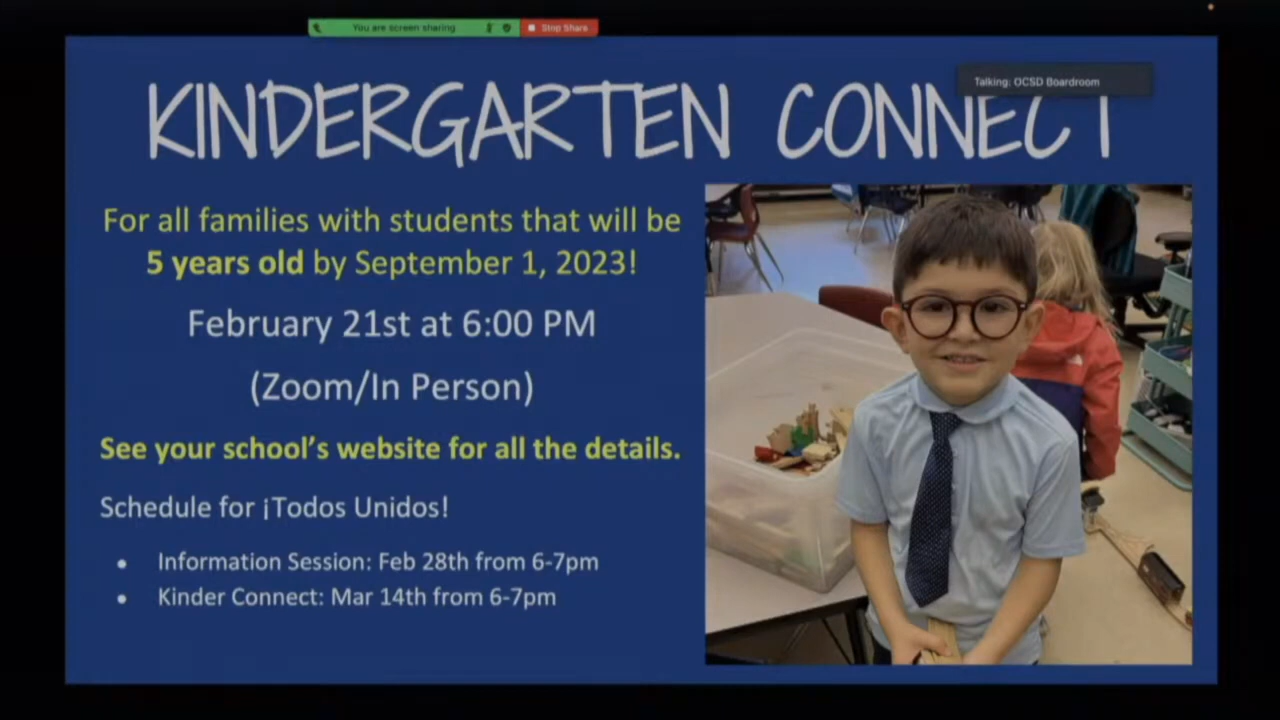 You are screen sharing
Stop Share
Talking: OCSD Boardroom
KINDERGARTEN CONNECT
For all families with students that will be
5 years old by September 1, 2023!
February 21st at 6:00 PM
(Zoom/In Person)
See your school's website for all the details.
Schedule for ¡Todos Unidos!
• Information Session: Feb 28th from 6-7pm
• Kinder Connect: Mar 14th from 6-7pm